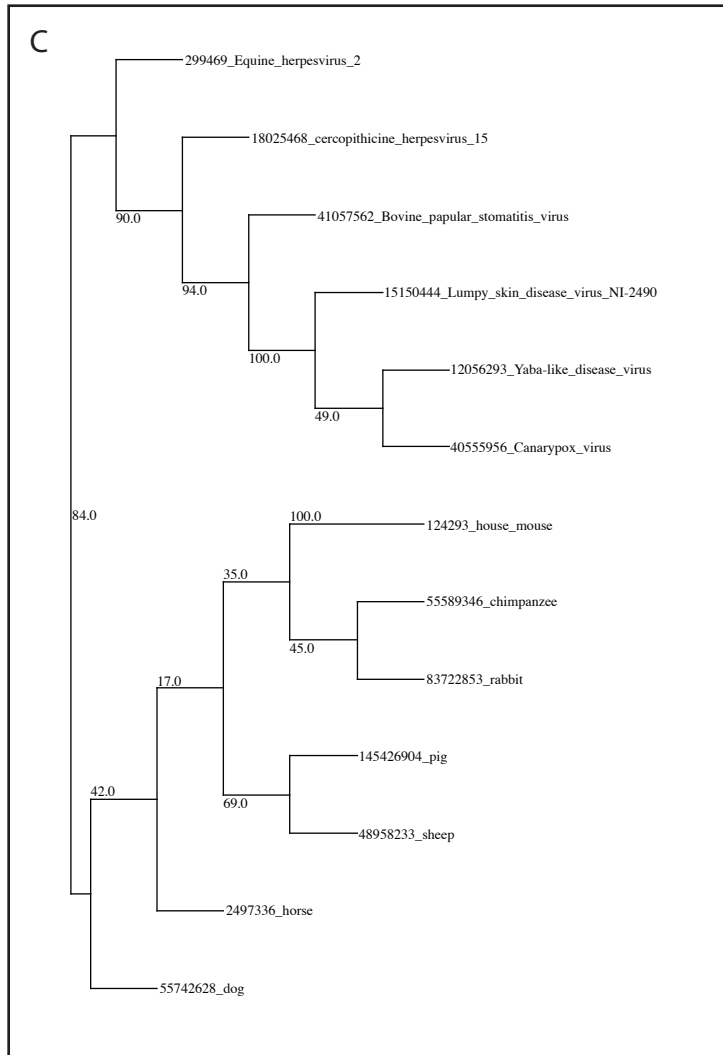 C
299469_Equine_herpesvirus_2
18025468_cercopithicine_herpesvirus_15
41057562_Bovine_papular_stomatitis_virus
90.0
94.0
15150444_Lumpy_skin_disease_virus_NI-2490
100.0
12056293_Yaba-like_disease_virus
49.0
40555956_Canarypox_virus
84.0
100.0
124293_house_mouse
35.0
55589346_chimpanzee
45.0
83722853_rabbit
17.0
145426904_pig
42.0
69.0
48958233_sheep
2497336_horse
55742628_dog